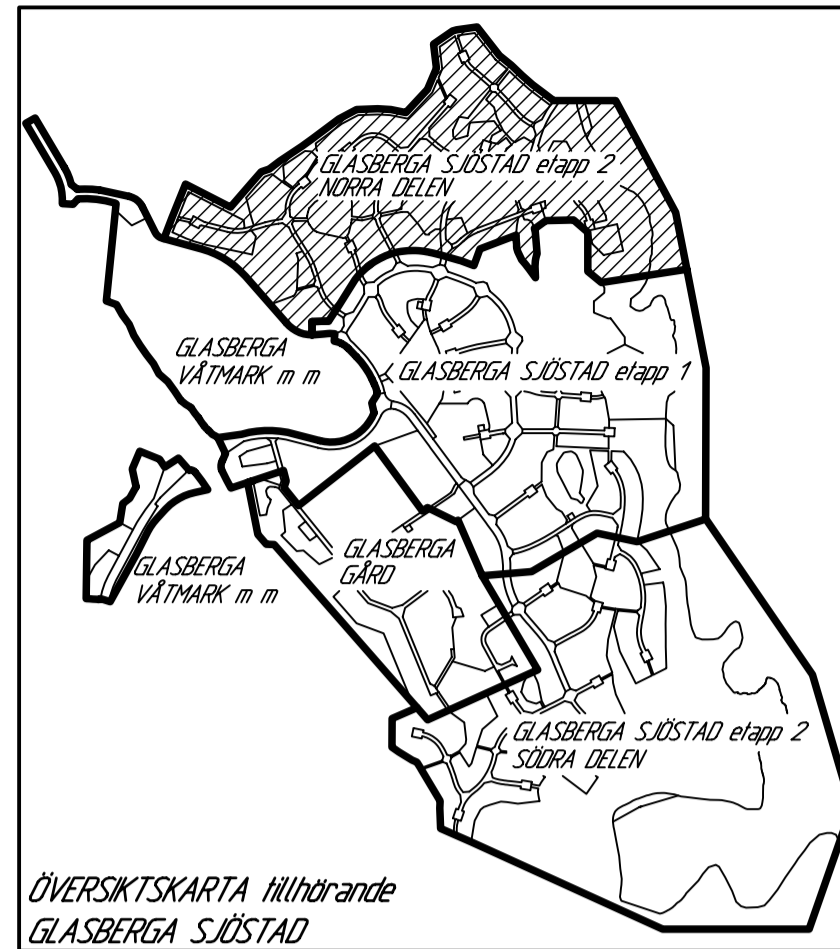 GLASBERGA SJÖSTAD etapp 2
NORRA DELEN
GLASBERGA
VÅTMARK m m
GLASBERGA SJÖSTAD etapp 1
GLASBERGA
VÅTMARK m m
GLASBERGA
GÅRD
GLASBERGA SJÖSTAD etapp 2
SÖDRA DELEN
ÖVERSIKTSKARTA tillhörande
GLASBERGA SJÖSTAD